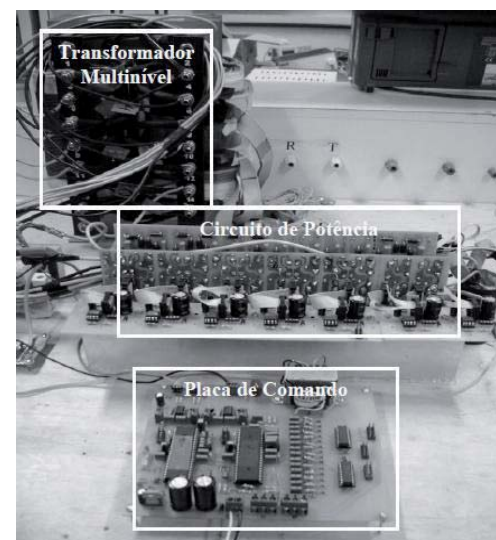 Transformador
Multinível
R T
Circuito de Potência
Placa de Comando